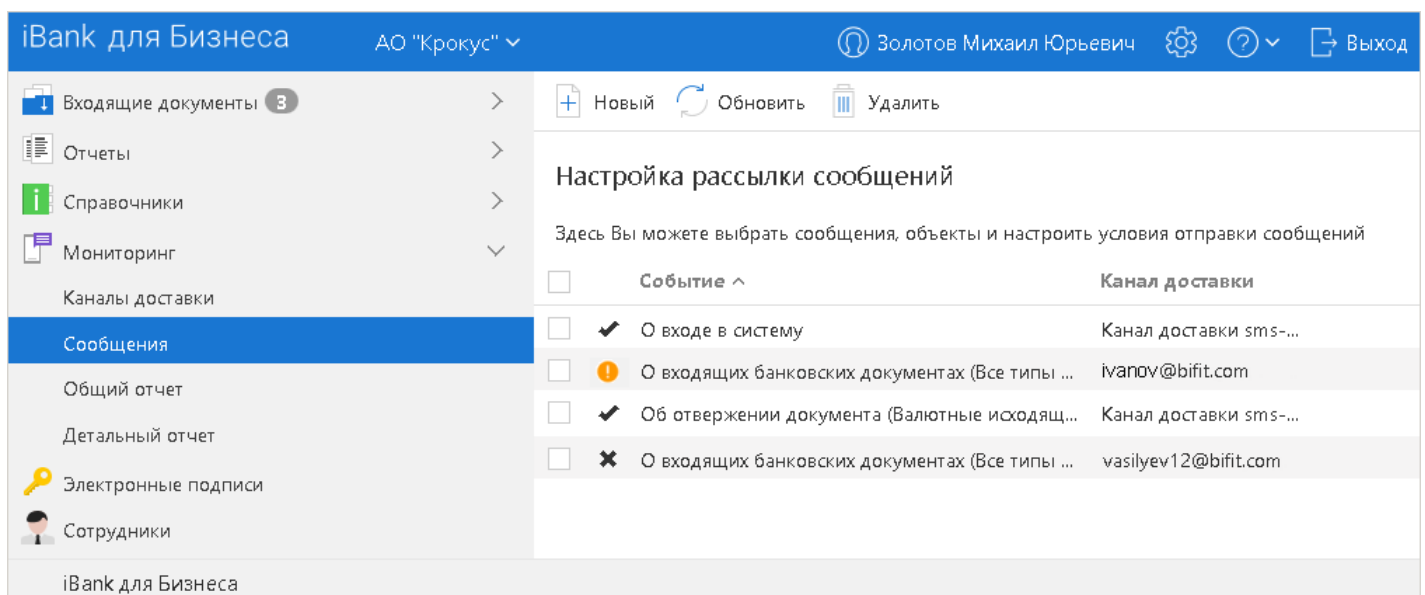 iBank для Бизнеса АО "Крокус" Золотов Михаил Юрьевич ? Выход
Входящие документы 3
Отчеты
Справочники
Мониторинг
Каналы доставки
Сообщения
Общий отчет
Детальный отчет
Электронные подписи
Сотрудники
iBank для Бизнеса
Новый Обновить Удалить
Настройка рассылки сообщений
Здесь Вы можете выбрать сообщения, объекты и настроить условия отправки сообщений
Событие Канал доставки
О входе в систему Канал доставки sms-...
О входящих банковских документах (Все типы ... ivanov@bifit.com
Об отвержении документа (Валютные исходящ... Канал доставки sms-...
О входящих банковских документах (Все типы ... vasilyev12@bifit.com